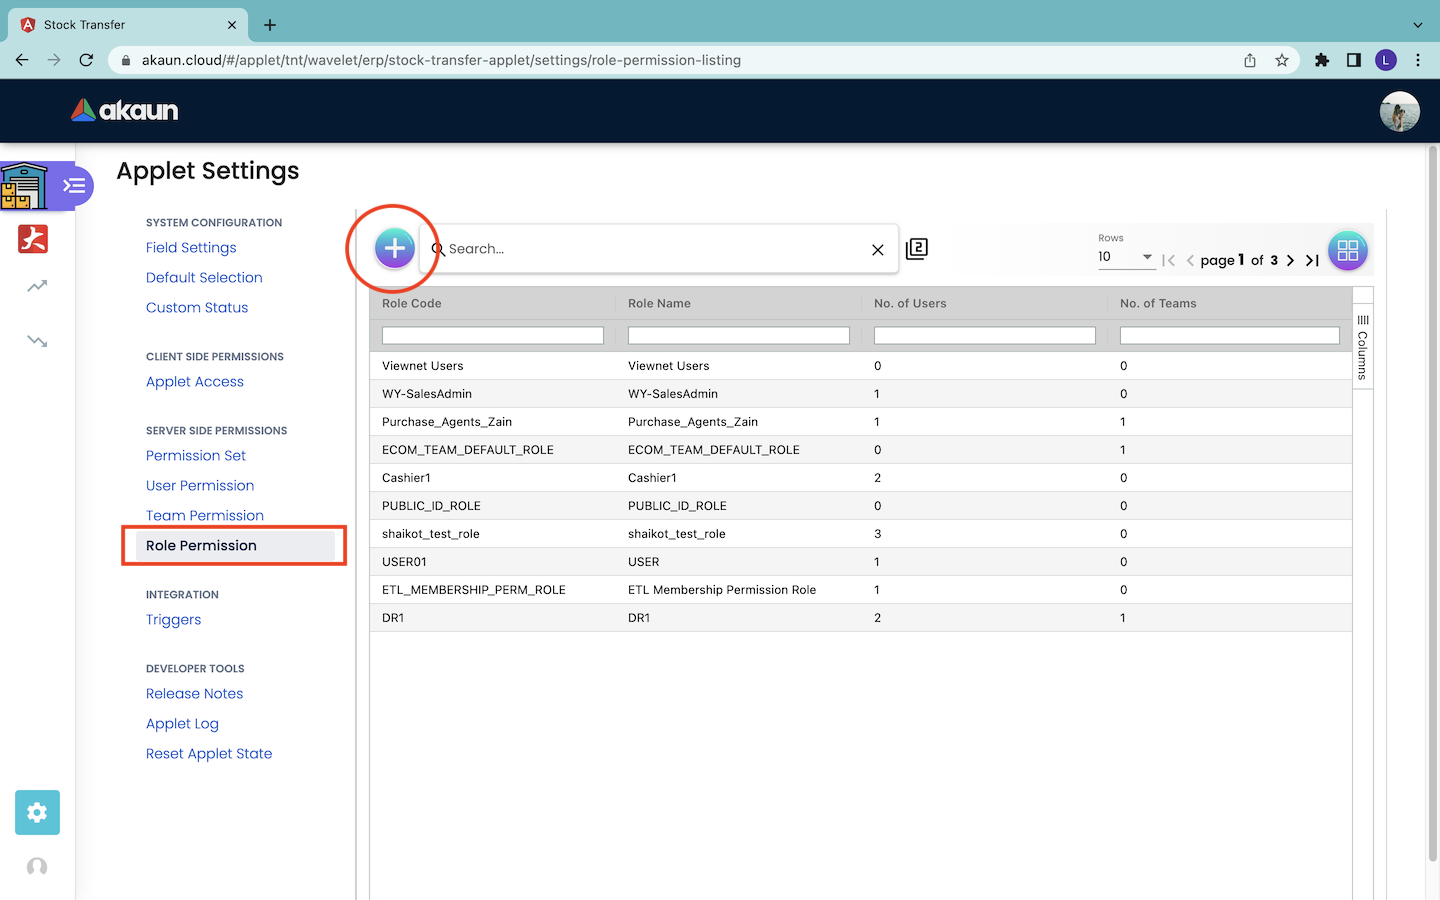 Stock Transfer
akaun.cloud/#/applet/tnt/wavelet/erp/stock-transfer-applet/settings/role-permission-listing
L
akaun
Applet Settings
SYSTEM CONFIGURATION
Field Settings
Default Selection
Custom Status
CLIENT SIDE PERMISSIONS
Applet Access
SERVER SIDE PERMISSIONS
Permission Set
User Permission
Team Permission
Role Permission
INTEGRATION
Triggers
DEVELOPER TOOLS
Release Notes
Applet Log
Reset Applet State
Search...
2
Rows
10
page 1 of 3
Role Code Role Name No. of Users No. of Teams
Viewnet Users Viewnet Users 0 0
WY-SalesAdmin WY-SalesAdmin 1 0
Purchase_Agents_Zain Purchase_Agents_Zain 1 1
ECOM_TEAM_DEFAULT_ROLE ECOM_TEAM_DEFAULT_ROLE 0 1
Cashier1 Cashier1 2 0
PUBLIC_ID_ROLE PUBLIC_ID_ROLE 0 0
shaikot_test_role shaikot_test_role 3 0
USER01 USER 1 0
ETL_MEMBERSHIP_PERM_ROLE ETL Membership Permission Role 1 0
DR1 DR1 2 1
Columns